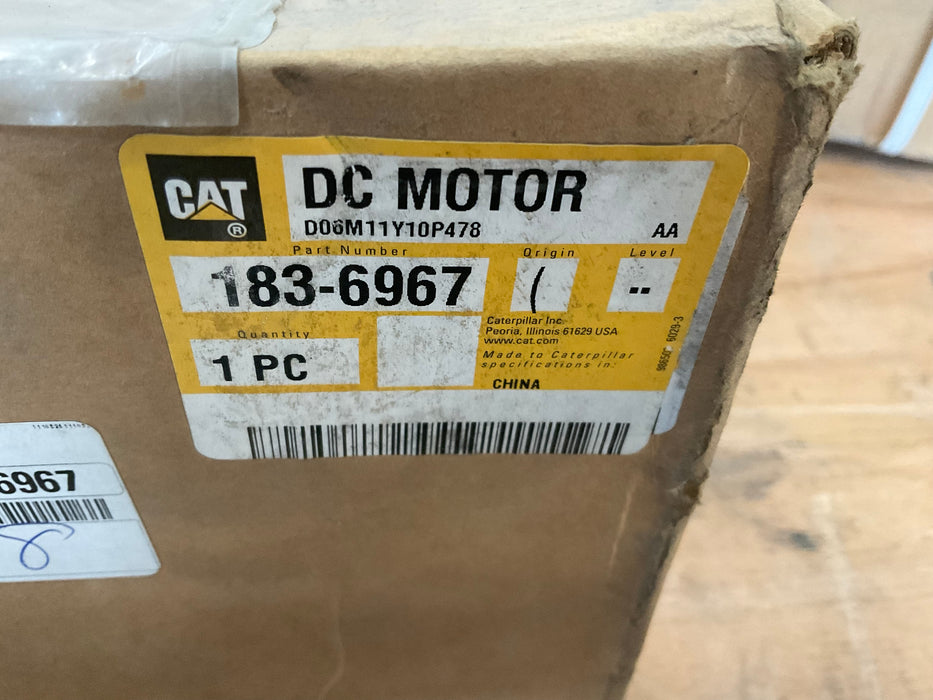 CAT®
DC MOTOR
D06M11Y10P478 AA
Part Number Origin Level
183-6967 ( --
Quantity
1 PC
Caterpillar Inc.
Peoria, Illinois 61629 USA
www.cat.com
Made to Caterpillar
specifications in:
CHINA
6967
8